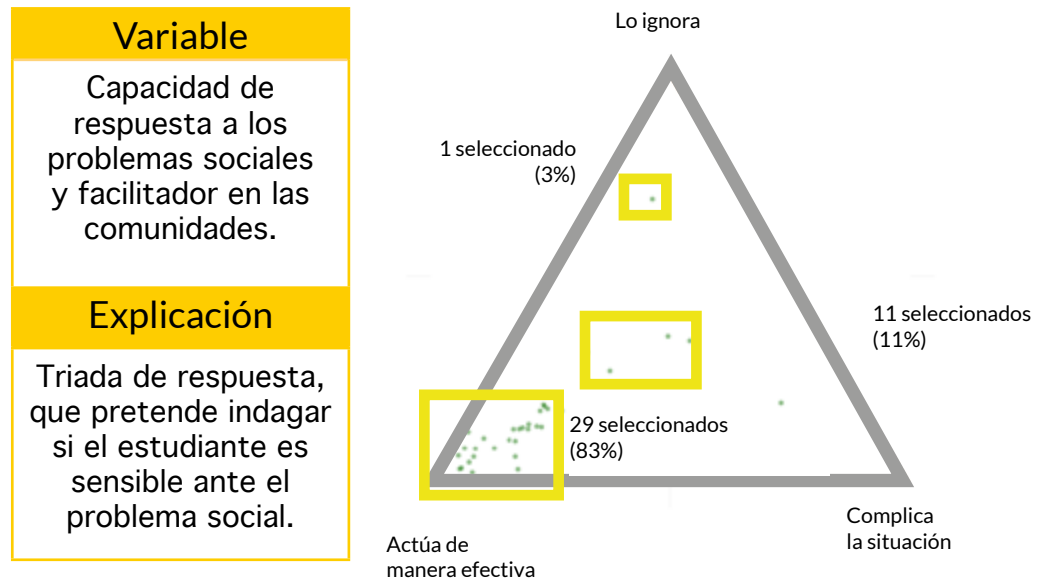 Variable
Capacidad de
respuesta a los
problemas sociales
y facilitador en las
comunidades.
Explicación
Triada de respuesta,
que pretende indagar
si el estudiante es
sensible ante el
problema social.
Lo ignora
1 seleccionado
(3%)
11 seleccionados
(11%)
29 seleccionados
(83%)
Actúa de
manera efectiva
Complica
la situación